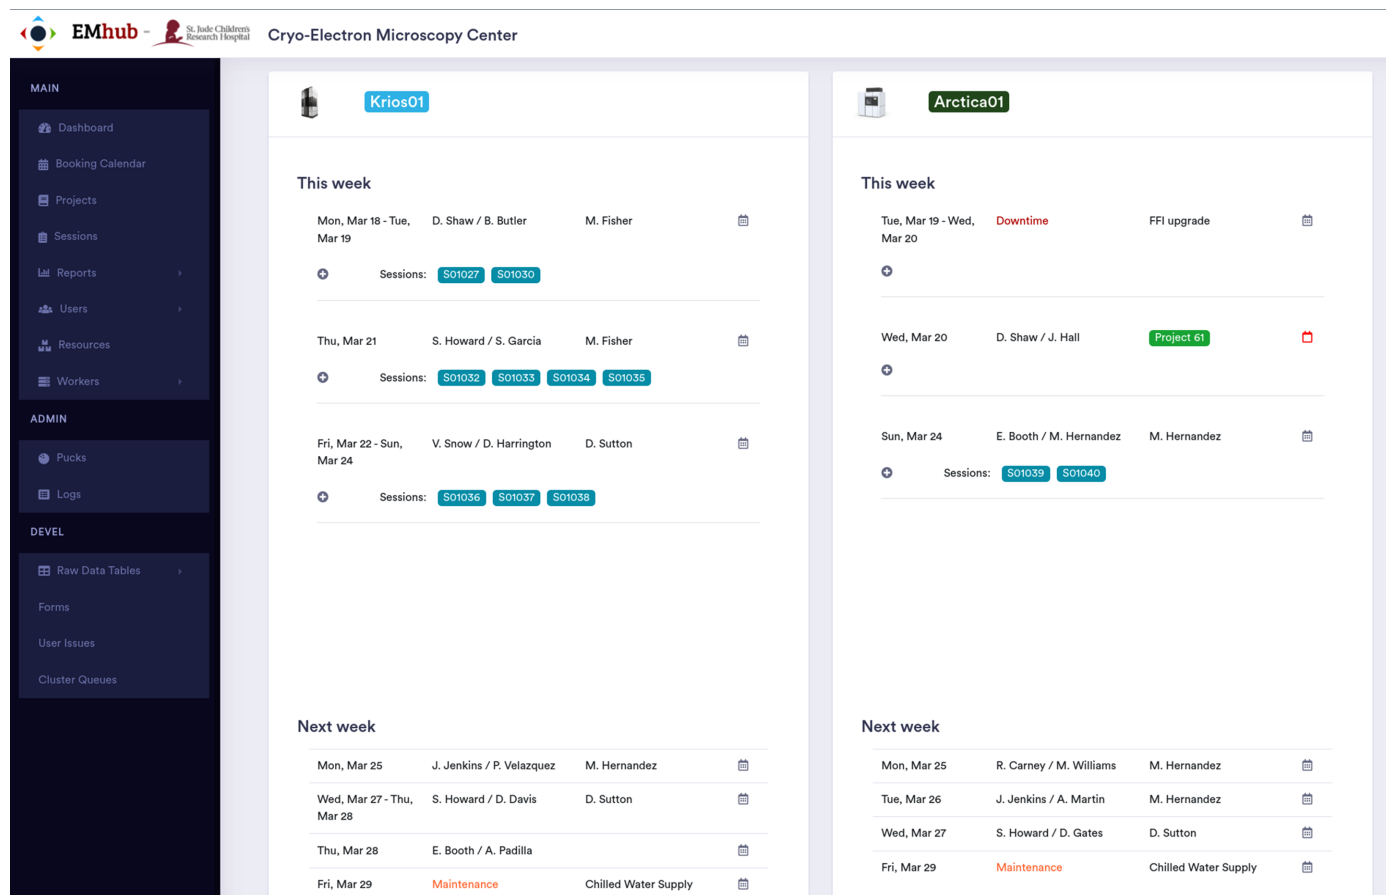 EMhub - St. Jude Children's Research Hospital Cryo-Electron Microscopy Center
MAIN
Dashboard
Booking Calendar
Projects
Sessions
Reports
Users
Resources
Workers
ADMIN
Pucks
Logs
DEVEL
Raw Data Tables
Forms
User Issues
Cluster Queues
Krios01
This week
Mon, Mar 18 - Tue, Mar 19 D. Shaw / B. Butler M. Fisher
Sessions: S01027 S01030
Thu, Mar 21 S. Howard / S. Garcia M. Fisher
Sessions: S01032 S01033 S01034 S01035
Fri, Mar 22 - Sun, Mar 24 V. Snow / D. Harrington D. Sutton
Sessions: S01036 S01037 S01038
Next week
Mon, Mar 25 J. Jenkins / P. Velazquez M. Hernandez
Wed, Mar 27 - Thu, Mar 28 S. Howard / D. Davis D. Sutton
Thu, Mar 28 E. Booth / A. Padilla
Fri, Mar 29 Maintenance Chilled Water Supply
Arctica01
This week
Tue, Mar 19 - Wed, Mar 20 Downtime FFI upgrade
Wed, Mar 20 D. Shaw / J. Hall Project 61
Sun, Mar 24 E. Booth / M. Hernandez M. Hernandez
Sessions: S01039 S01040
Next week
Mon, Mar 25 R. Carney / M. Williams M. Hernandez
Tue, Mar 26 J. Jenkins / A. Martin M. Hernandez
Wed, Mar 27 S. Howard / D. Gates D. Sutton
Fri, Mar 29 Maintenance Chilled Water Supply